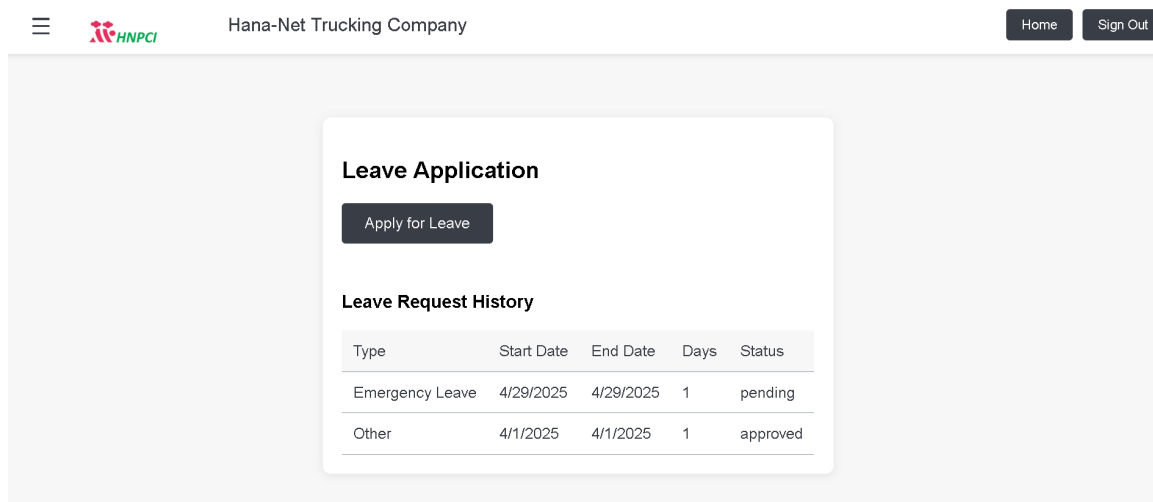 HNPCI
Hana-Net Trucking Company
Home
Sign Out
Leave Application
Apply for Leave
Leave Request History
Type Start Date End Date Days Status
Emergency Leave 4/29/2025 4/29/2025 1 pending
Other 4/1/2025 4/1/2025 1 approved